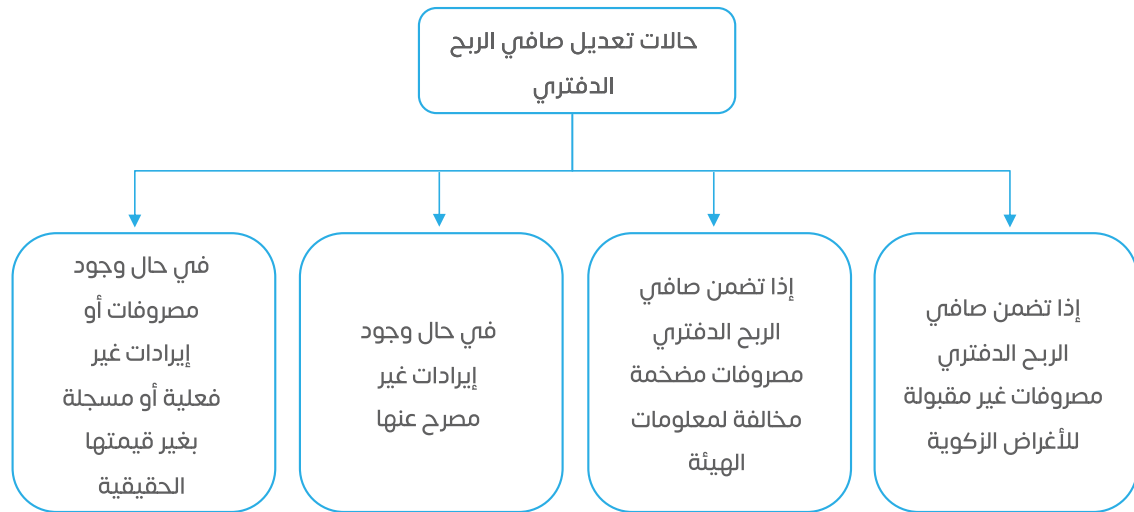 حالات تعديل صافي الربح
الدفتري
إذا تضمن صافي
الربح الدفتري
مصروفات غير مقبولة
للأغراض الزكوية
إذا تضمن صافي
الربح الدفتري
مصروفات مضخمة
مخالفة لمعلومات
الهيئة
في حال وجود
إيرادات غير
مصرح عنها
في حال وجود
مصروفات أو
إيرادات غير
فعلية أو مسجلة
بغير قيمتها
الحقيقية